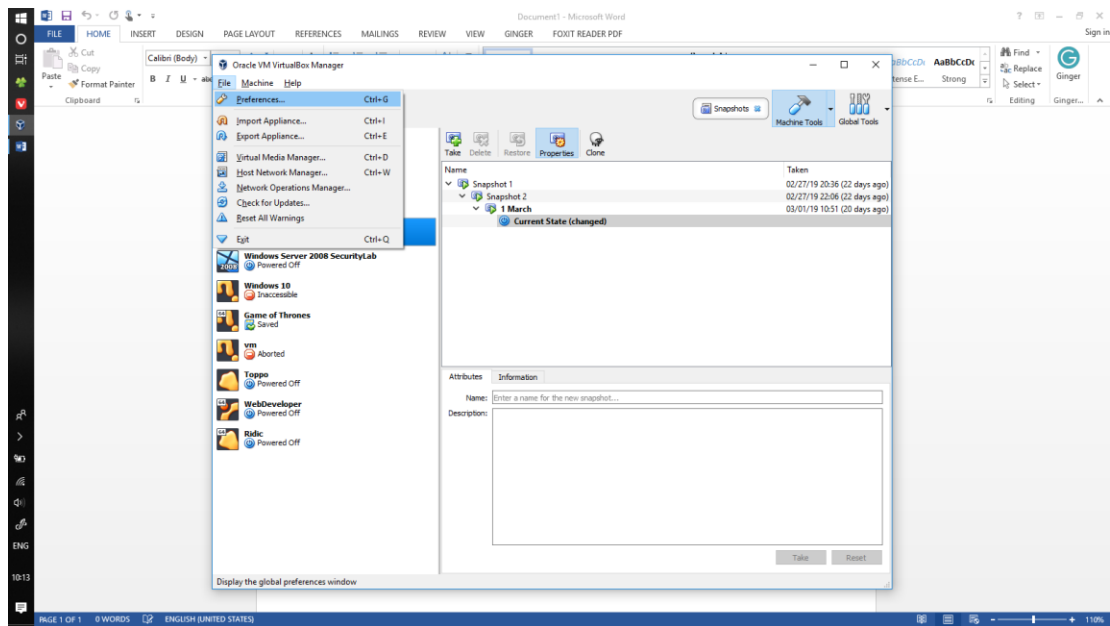 Document1 - Microsoft Word
FILE HOME INSERT DESIGN PAGE LAYOUT REFERENCES MAILINGS REVIEW VIEW GINGER FOXIT READER PDF
Sign in
Paste
Cut
Copy
Format Painter
Clipboard
Calibri (Body)
B I U
AaBbCcDc
Strong
Find
Replace
Select
Editing
Ginger
Ginger...
Oracle VM VirtualBox Manager
File Machine Help
Preferences... Ctrl+G
Import Appliance... Ctrl+I
Export Appliance... Ctrl+E
Virtual Media Manager... Ctrl+D
Host Network Manager... Ctrl+W
Network Operations Manager...
Check for Updates...
Reset All Warnings
Exit Ctrl+Q
Snapshots
Machine Tools
Global Tools
Take Delete Restore Properties Clone
Name Taken
Snapshot 1 02/27/19 20:36 (22 days ago)
Snapshot 2 02/27/19 22:06 (22 days ago)
1 March 03/01/19 10:51 (20 days ago)
Current State (changed)
2008
Windows Server 2008 SecurityLab
Powered Off
Windows 10
Inaccessible
64
Game of Thrones
Saved
vm
Aborted
Toppo
Powered Off
64
WebDeveloper
Powered Off
64
Ridic
Powered Off
Attributes Information
Name: Enter a name for the new snapshot...
Description:
Take Reset
Display the global preferences window
ENG
10:13
PAGE 1 OF 1 0 WORDS ENGLISH (UNITED STATES)
110%